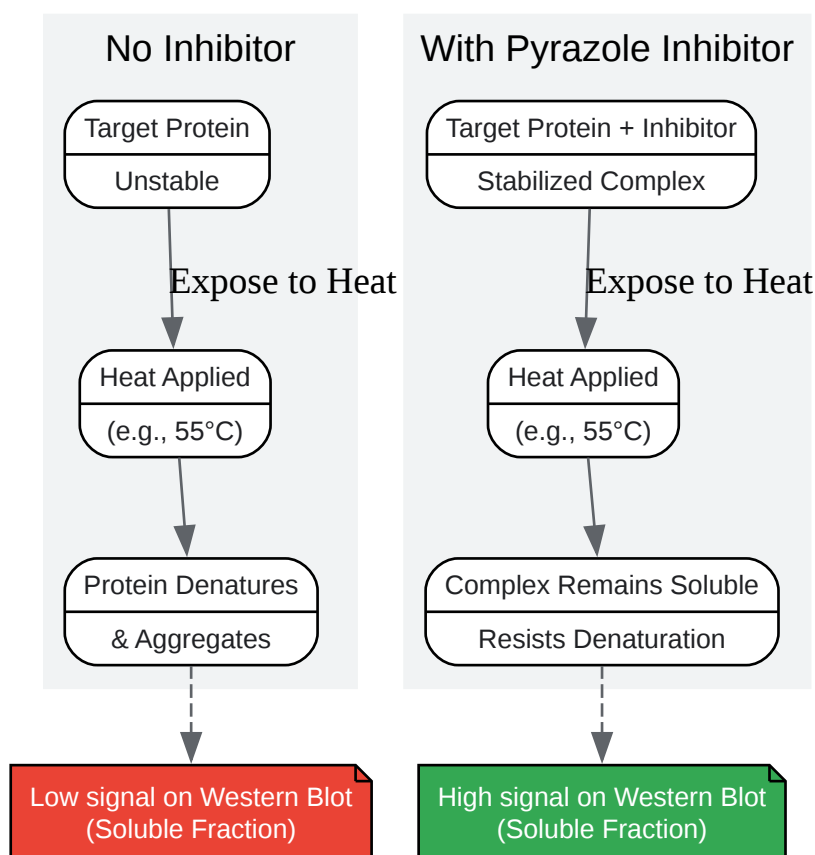 No Inhibitor
Target Protein
Unstable
Expose to Heat
Heat Applied
(e.g., 55°C)
Protein Denatures
& Aggregates
Low signal on Western Blot
(Soluble Fraction)
With Pyrazole Inhibitor
Target Protein + Inhibitor
Stabilized Complex
Expose to Heat
Heat Applied
(e.g., 55°C)
Complex Remains Soluble
Resists Denaturation
High signal on Western Blot
(Soluble Fraction)